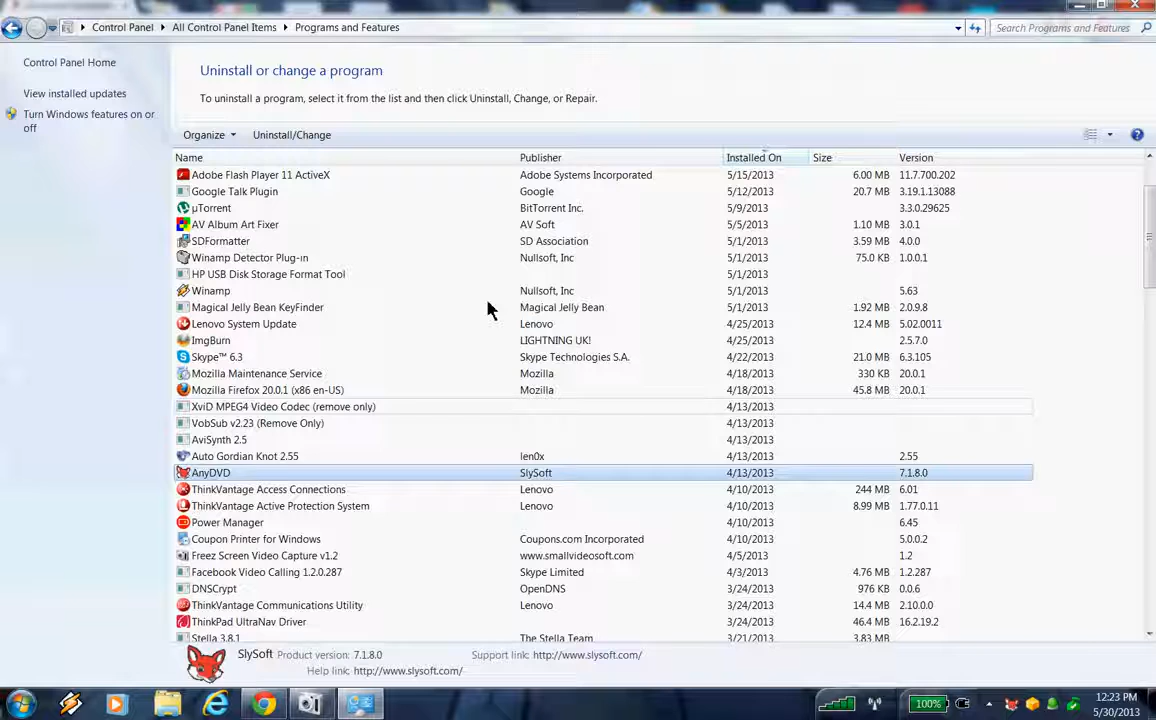 Control Panel All Control Panel Items Programs and Features
Search Programs and Features
Control Panel Home
View installed updates
Turn Windows features on or off
Uninstall or change a program
To uninstall a program, select it from the list and then click Uninstall, Change, or Repair.
Organize Uninstall/Change
Name Publisher Installed On Size Version
Adobe Flash Player 11 ActiveX Adobe Systems Incorporated 5/15/2013 6.00 MB 11.7.700.202
Google Talk Plugin Google 5/12/2013 20.7 MB 3.19.1.13088
µTorrent BitTorrent Inc. 5/9/2013 3.3.0.29625
AV Album Art Fixer AV Soft 5/5/2013 1.10 MB 3.0.1
SDFormatter SD Association 5/1/2013 3.59 MB 4.0.0
Winamp Detector Plug-in Nullsoft, Inc 5/1/2013 75.0 KB 1.0.0.1
HP USB Disk Storage Format Tool 5/1/2013
Winamp Nullsoft, Inc 5/1/2013 5.63
Magical Jelly Bean KeyFinder Magical Jelly Bean 5/1/2013 1.92 MB 2.0.9.8
Lenovo System Update Lenovo 4/25/2013 12.4 MB 5.02.0011
ImgBurn LIGHTNING UK! 4/25/2013 2.5.7.0
Skype™ 6.3 Skype Technologies S.A. 4/22/2013 21.0 MB 6.3.105
Mozilla Maintenance Service Mozilla 4/18/2013 330 KB 20.0.1
Mozilla Firefox 20.0.1 (x86 en-US) Mozilla 4/18/2013 45.8 MB 20.0.1
XviD MPEG4 Video Codec (remove only) 4/13/2013
VobSub v2.23 (Remove Only) 4/13/2013
AviSynth 2.5 4/13/2013
Auto Gordian Knot 2.55 len0x 4/13/2013 2.55
AnyDVD SlySoft 4/13/2013 7.1.8.0
ThinkVantage Access Connections Lenovo 4/10/2013 244 MB 6.01
ThinkVantage Active Protection System Lenovo 4/10/2013 8.99 MB 1.77.0.11
Power Manager 4/10/2013 6.45
Coupon Printer for Windows Coupons.com Incorporated 4/10/2013 5.0.0.2
Freez Screen Video Capture v1.2 www.smallvideosoft.com 4/5/2013 1.2
Facebook Video Calling 1.2.0.287 Skype Limited 4/3/2013 4.76 MB 1.2.287
DNSCrypt OpenDNS 3/24/2013 976 KB 0.0.6
ThinkVantage Communications Utility Lenovo 3/24/2013 14.4 MB 2.10.0.0
ThinkPad UltraNav Driver 3/24/2013 46.4 MB 16.2.19.2
Stella 3.8.1 The Stella Team 3/21/2013 3.83 MB
SlySoft Product version: 7.1.8.0 Support link: http://www.slysoft.com/
Help link: http://www.slysoft.com/
100%
12:23 PM
5/30/2013